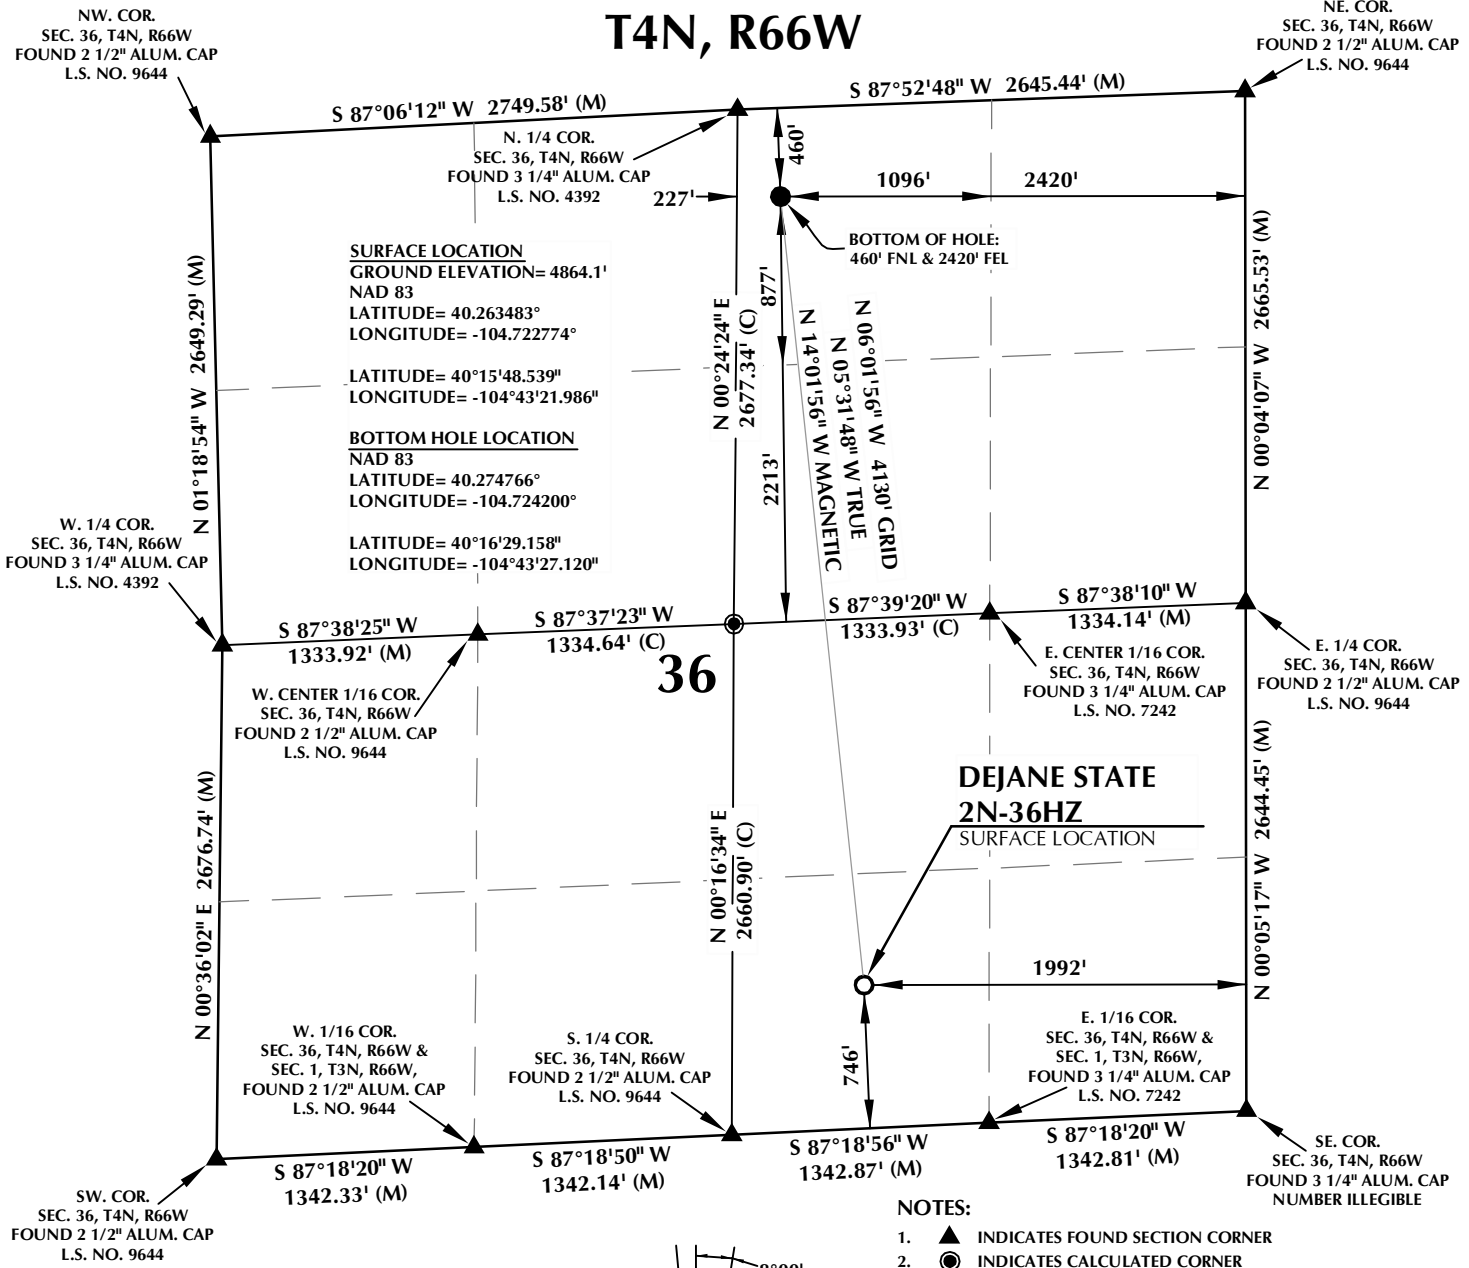 T4N, R66W
NW. COR.
SEC. 36, T4N, R66W
FOUND 2 1/2" ALUM. CAP
L.S. NO. 9644
NE. COR.
SEC. 36, T4N, R66W
FOUND 2 1/2" ALUM. CAP
L.S. NO. 9644
S 87°06'12" W 2749.58' (M)
S 87°52'48" W 2645.44' (M)
N. 1/4 COR.
SEC. 36, T4N, R66W
FOUND 3 1/4" ALUM. CAP
L.S. NO. 4392
460'
227'
1096'
2420'
BOTTOM OF HOLE:
460' FNL & 2420' FEL
SURFACE LOCATION
GROUND ELEVATION= 4864.1'
NAD 83
LATITUDE= 40.263483°
LONGITUDE= -104.722774°
LATITUDE= 40°15'48.539"
LONGITUDE= -104°43'21.986"
BOTTOM HOLE LOCATION
NAD 83
LATITUDE= 40.274766°
LONGITUDE= -104.724200°
LATITUDE= 40°16'29.158"
LONGITUDE= -104°43'27.120"
N 01°18'54" W 2649.29' (M)
N 00°24'24" E
2677.34' (C)
877'
2213'
N 06°01'56" W 4130' GRID
N 05°31'48" W TRUE
N 14°01'56" W MAGNETIC
N 00°04'07" W 2665.53' (M)
W. 1/4 COR.
SEC. 36, T4N, R66W
FOUND 3 1/4" ALUM. CAP
L.S. NO. 4392
S 87°38'25" W
1333.92' (M)
S 87°37'23" W
1334.64' (C)
S 87°39'20" W
1333.93' (C)
S 87°38'10" W
1334.14' (M)
36
W. CENTER 1/16 COR.
SEC. 36, T4N, R66W
FOUND 2 1/2" ALUM. CAP
L.S. NO. 9644
E. CENTER 1/16 COR.
SEC. 36, T4N, R66W
FOUND 3 1/4" ALUM. CAP
L.S. NO. 7242
E. 1/4 COR.
SEC. 36, T4N, R66W
FOUND 2 1/2" ALUM. CAP
L.S. NO. 9644
DEJANE STATE
2N-36HZ
SURFACE LOCATION
N 00°36'02" E 2676.74' (M)
N 00°16'34" E
2660.90' (C)
N 00°05'17" W 2644.45' (M)
1992'
746'
W. 1/16 COR.
SEC. 36, T4N, R66W &
SEC. 1, T3N, R66W,
FOUND 2 1/2" ALUM. CAP
L.S. NO. 9644
S. 1/4 COR.
SEC. 36, T4N, R66W
FOUND 2 1/2" ALUM. CAP
L.S. NO. 9644
E. 1/16 COR.
SEC. 36, T4N, R66W &
SEC. 1, T3N, R66W,
FOUND 3 1/4" ALUM. CAP
L.S. NO. 7242
S 87°18'20" W
1342.33' (M)
S 87°18'50" W
1342.14' (M)
S 87°18'56" W
1342.87' (M)
S 87°18'20" W
1342.81' (M)
SW. COR.
SEC. 36, T4N, R66W
FOUND 2 1/2" ALUM. CAP
L.S. NO. 9644
SE. COR.
SEC. 36, T4N, R66W
FOUND 3 1/4" ALUM. CAP
NUMBER ILLEGIBLE
NOTES:
1. INDICATES FOUND SECTION CORNER
2. INDICATES CALCULATED CORNER